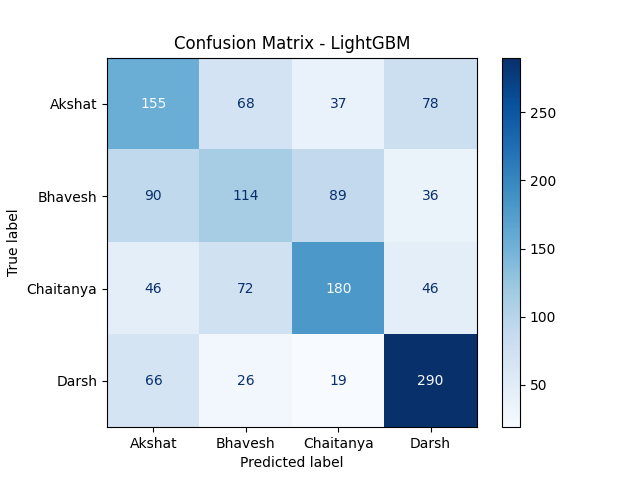 Confusion Matrix - LightGBM
True label
Akshat 155 68 37 78
Bhavesh 90 114 89 36
Chaitanya 46 72 180 46
Darsh 66 26 19 290
Akshat Bhavesh Chaitanya Darsh
Predicted label
250
200
150
100
50